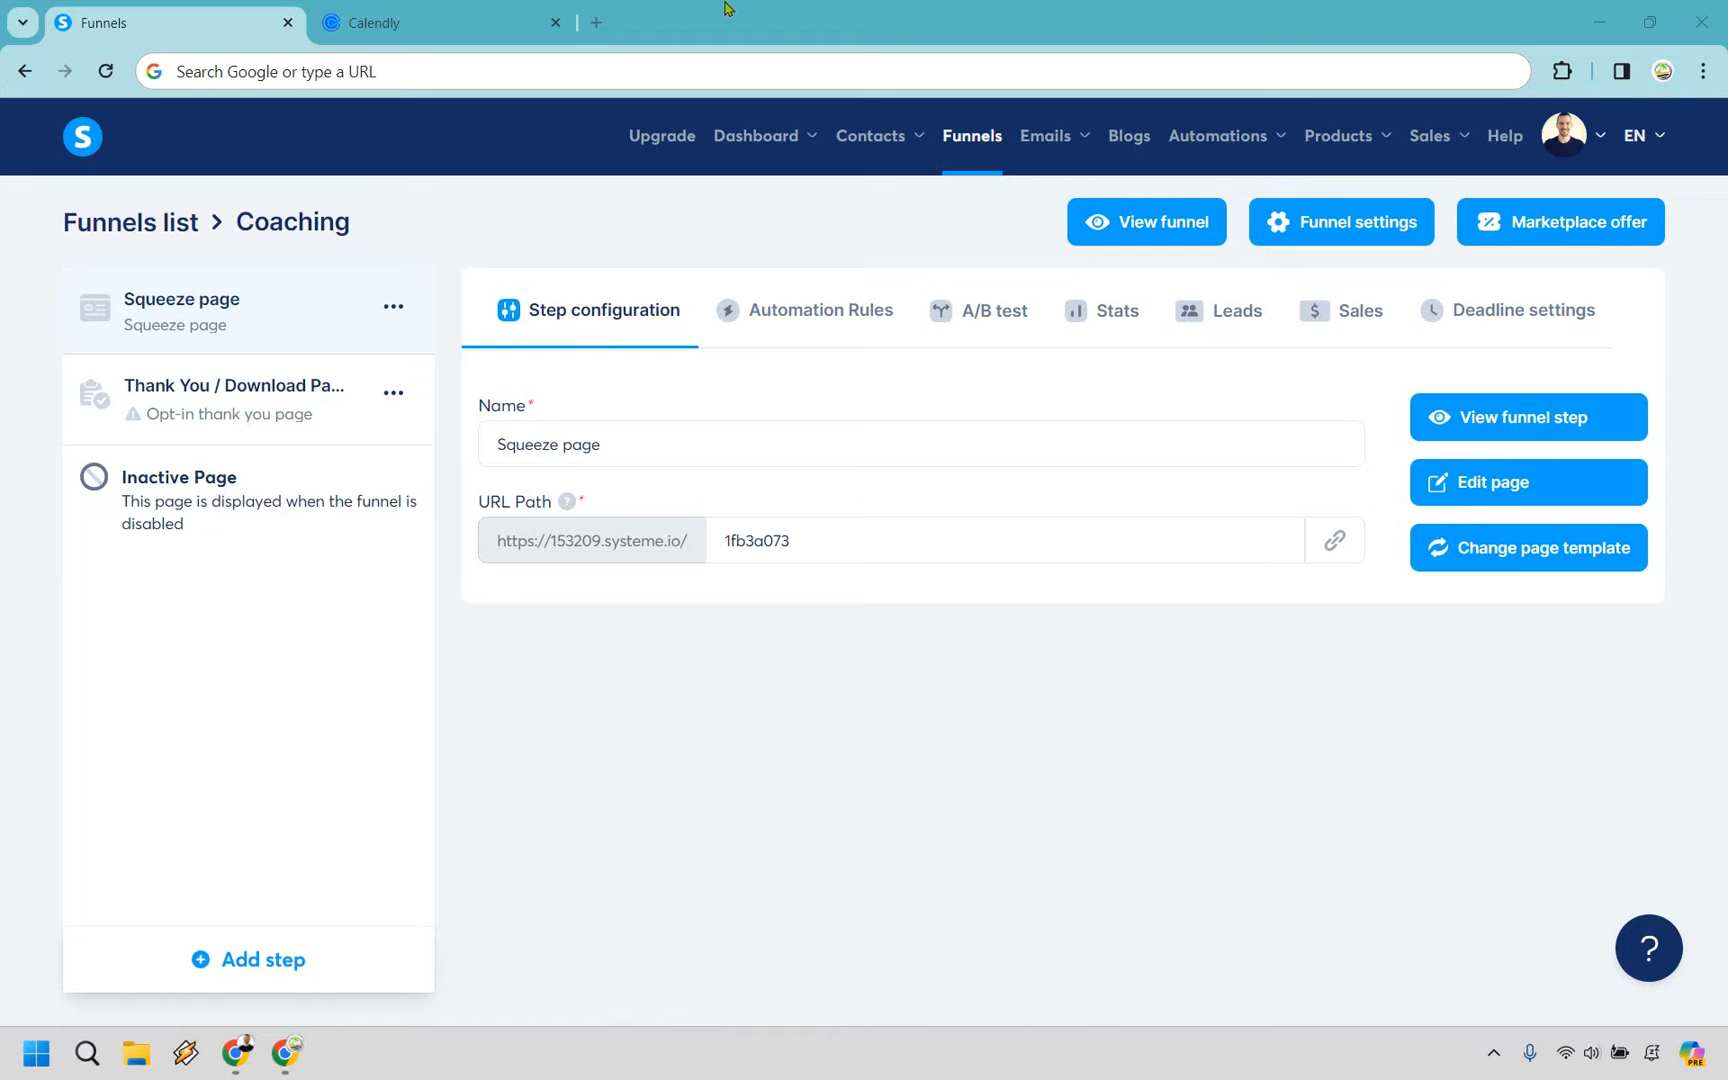 Funnels
Calendly
Search Google or type a URL
S
Upgrade Dashboard Contacts Funnels Emails Blogs Automations Products Sales Help EN
Funnels list > Coaching
View funnel
Funnel settings
Marketplace offer
Squeeze page
Squeeze page
Thank You / Download Pa...
Opt-in thank you page
Inactive Page
This page is displayed when the funnel is
disabled
Add step
Step configuration
Automation Rules
A/B test
Stats
Leads
Sales
Deadline settings
Name*
Squeeze page
URL Path ? *
https://153209.systeme.io/ 1fb3a073
View funnel step
Edit page
Change page template
?
PRE